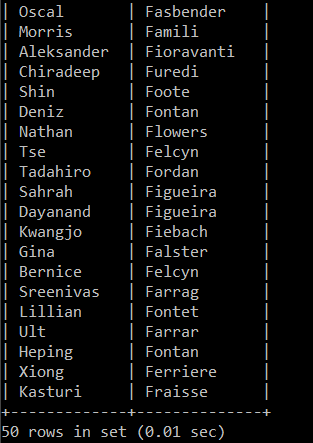 | Oscal       | Fasbender    |
| Morris      | Famili       |
| Aleksander  | Fioravanti   |
| Chiradeep   | Furedi       |
| Shin        | Foote        |
| Deniz       | Fontan       |
| Nathan      | Flowers      |
| Tse         | Felcyn       |
| Tadahiro    | Fordan       |
| Sahrah      | Figueira     |
| Dayanand    | Figueira     |
| Kwangjo     | Fiebach      |
| Gina        | Falster      |
| Bernice     | Felcyn       |
| Sreenivas   | Farrag       |
| Lillian     | Fontet       |
| Ult         | Farrar       |
| Heping      | Fontan       |
| Xiong       | Ferriere     |
| Kasturi     | Fraisse      |
+-------------+--------------+
50 rows in set (0.01 sec)